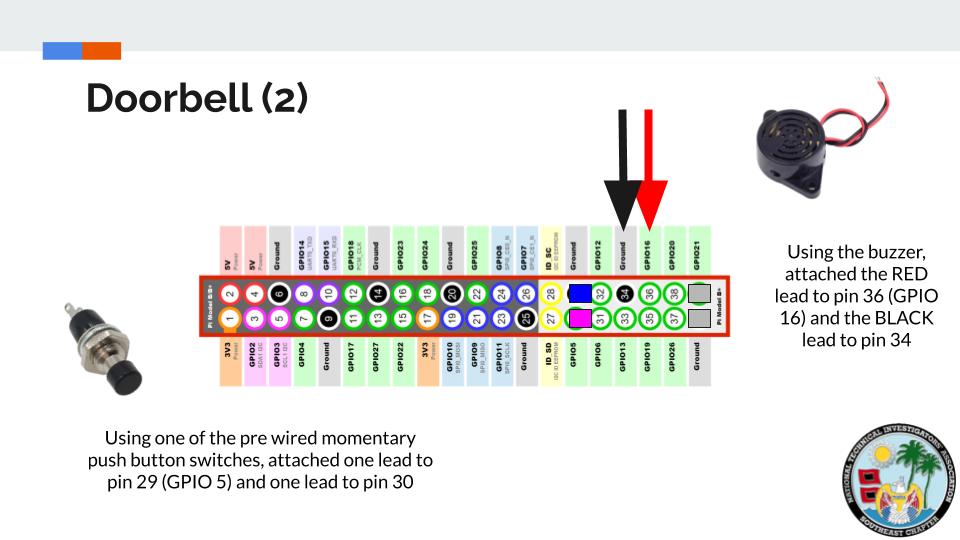 Doorbell (2)
5V
Power
5V
Power
Ground
GPIO14
UART0_TXD
GPIO15
UART0_RXD
GPIO18
PCM_CLK
Ground
GPIO23
GPIO24
Ground
GPIO25
GPIO8
SPI0_CE0_N
GPIO7
SPI0_CE1_N
ID_SC
I2C ID EEPROM
Ground
GPIO12
Ground
GPIO16
GPIO20
GPIO21
Pi Model B/B+
2 4 6 8 10 12 14 16 18 20 22 24 26 28 32 34 36 38
1 3 5 7 9 11 13 15 17 19 21 23 25 27 31 33 35 37
Pi Model B+
3V3
Power
GPIO2
SDA1 I2C
GPIO3
SCL1 I2C
GPIO4
Ground
GPIO17
GPIO27
GPIO22
3V3
Power
GPIO10
SPI0_MOSI
GPIO9
SPI0_MISO
GPIO11
SPI0_SCLK
Ground
ID_SD
I2C ID EEPROM
GPIO5
GPIO6
GPIO13
GPIO19
GPIO26
Ground
Using the buzzer,
attached the RED
lead to pin 36 (GPIO
16) and the BLACK
lead to pin 34
Using one of the pre wired momentary
push button switches, attached one lead to
pin 29 (GPIO 5) and one lead to pin 30
NATIONAL TECHNICAL INVESTIGATORS' ASSOCIATION
SOUTHEAST CHAPTER